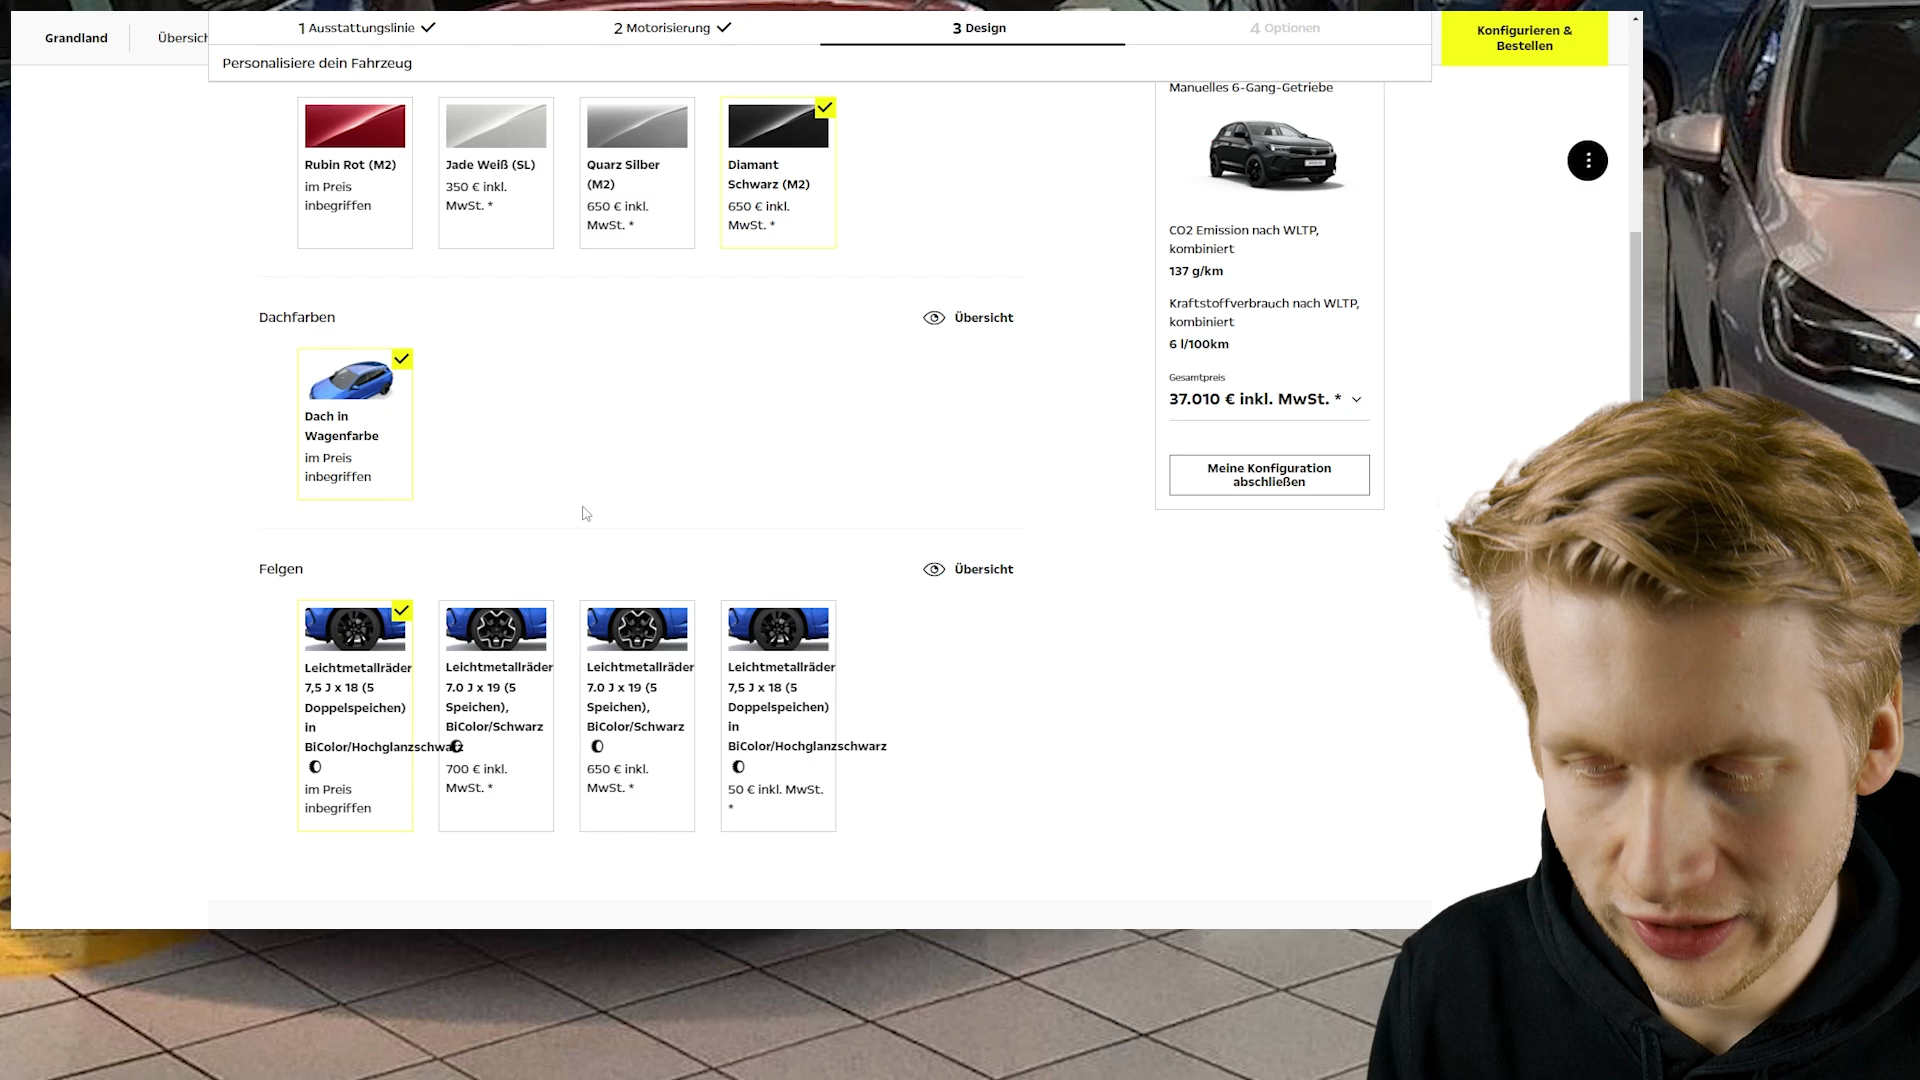 Grandland
Übersich
1 Ausstattungslinie
2 Motorisierung
3 Design
4 Optionen
Konfigurieren &
Bestellen
Personalisiere dein Fahrzeug
Rubin Rot (M2)
im Preis
inbegriffen
Jade Weiß (SL)
350 € inkl.
MwSt. *
Quarz Silber
(M2)
650 € inkl.
MwSt. *
Diamant
Schwarz (M2)
650 € inkl.
MwSt. *
Manuelles 6-Gang-Getriebe
CO2 Emission nach WLTP,
kombiniert
137 g/km
Kraftstoffverbrauch nach WLTP,
kombiniert
6 l/100km
Gesamtpreis
37.010 € inkl. MwSt. *
Meine Konfiguration
abschließen
Dachfarben
Übersicht
Dach in
Wagenfarbe
im Preis
inbegriffen
Felgen
Übersicht
Leichtmetallräder
7,5 J x 18 (5
Doppelspeichen)
in
BiColor/Hochglanzschwarz
im Preis
inbegriffen
Leichtmetallräder
7.0 J x 19 (5
Speichen),
BiColor/Schwarz
700 € inkl.
MwSt. *
Leichtmetallräder
7.0 J x 19 (5
Speichen),
BiColor/Schwarz
650 € inkl.
MwSt. *
Leichtmetallräder
7,5 J x 18 (5
Doppelspeichen)
in
BiColor/Hochglanzschwarz
50 € inkl. MwSt.
*